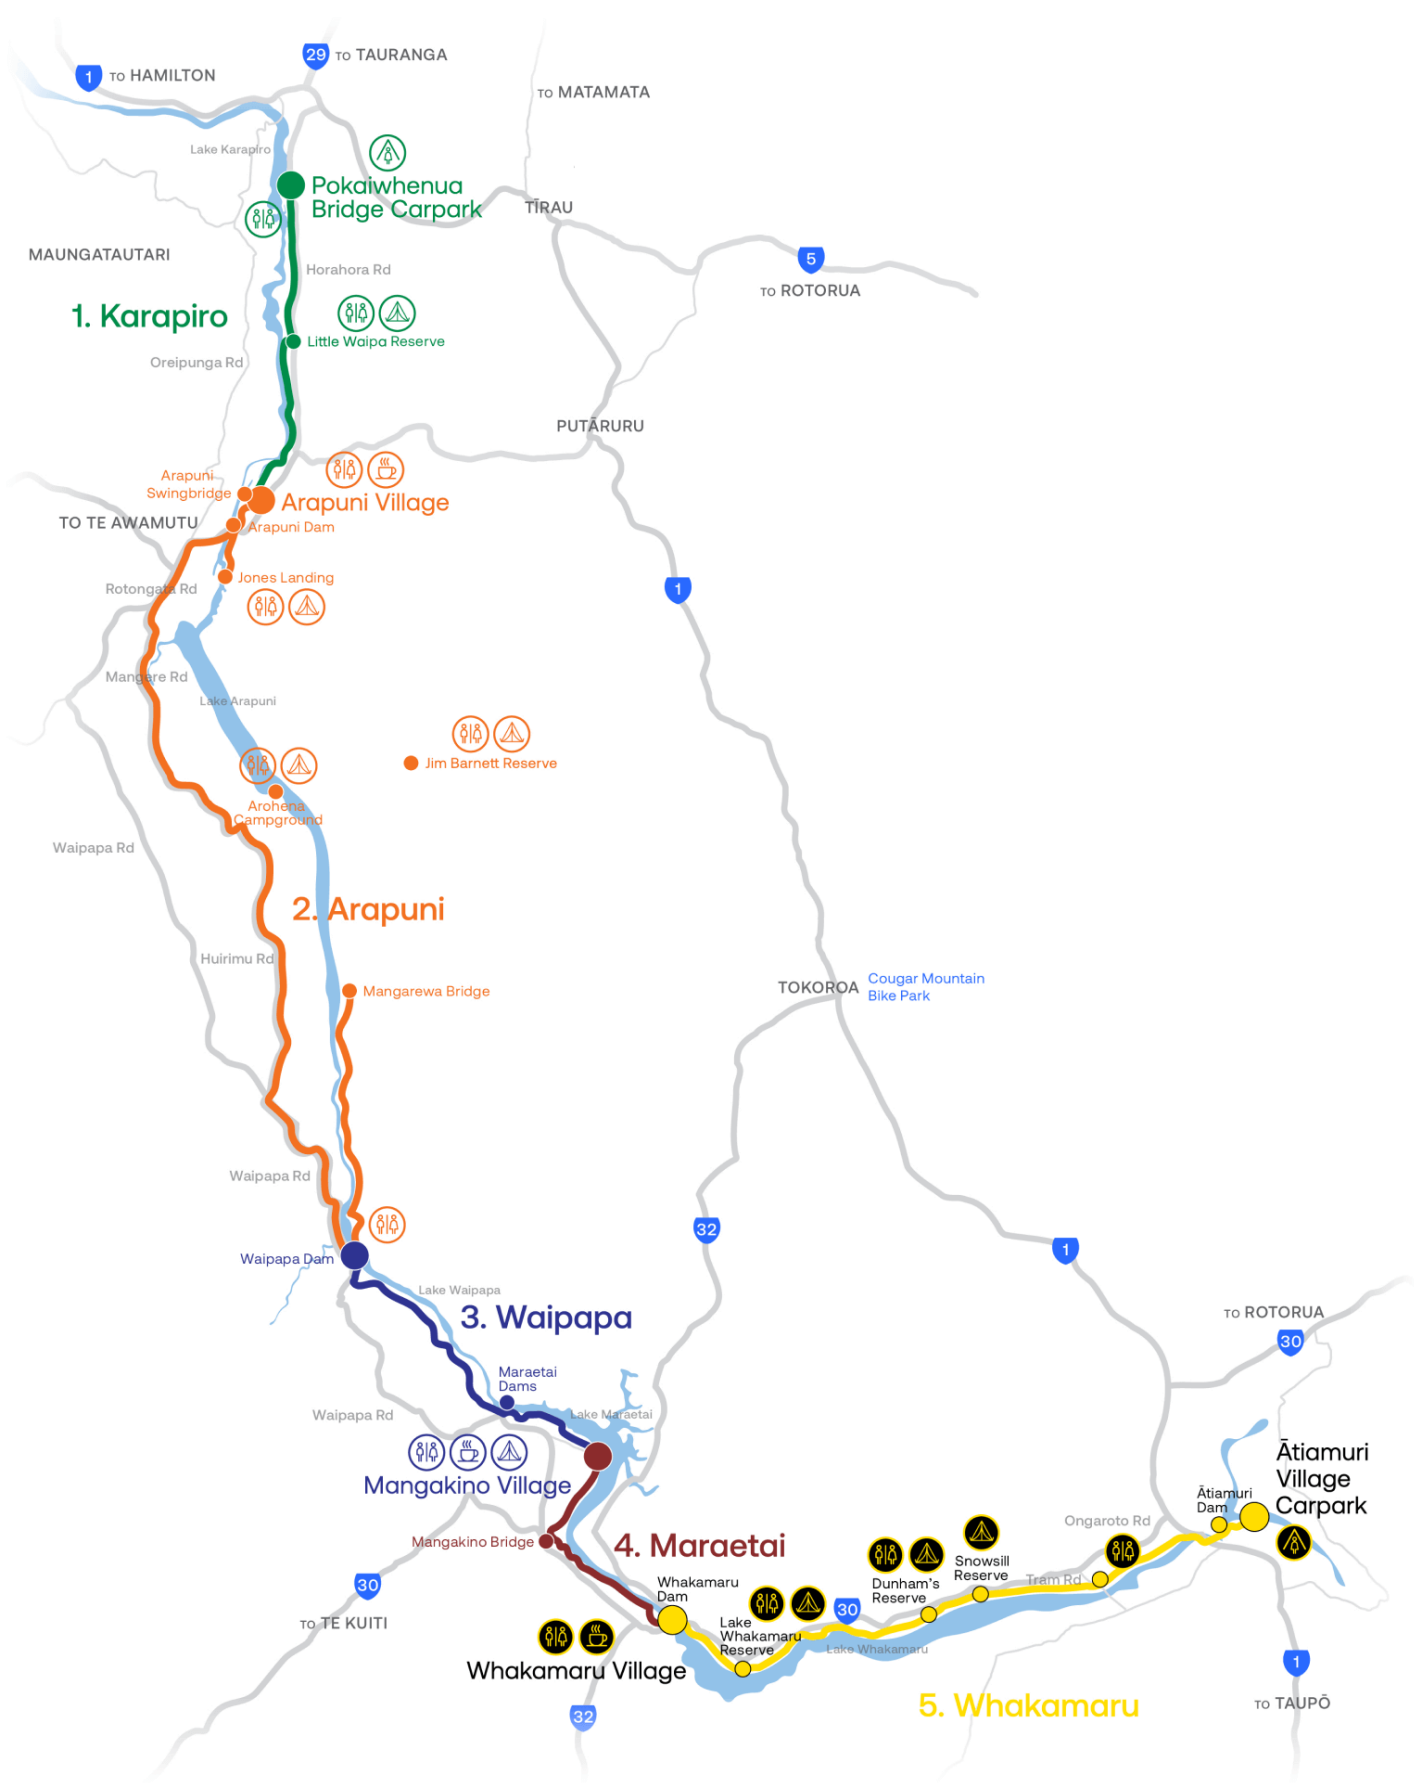 29 TO TAURANGA
1 TO HAMILTON
TO MATAMATA
Lake Karapiro
Pokaiwhenua
Bridge Carpark
TĪRAU
MAUNGATAUTARI
5
TO ROTORUA
Horahora Rd
1. Karapiro
Little Waipa Reserve
Oreipunga Rd
PUTĀRURU
Arapuni
Swingbridge
Arapuni Village
TO TE AWAMUTU
Arapuni Dam
Jones Landing
Rotongata Rd
1
Mangare Rd
Lake Arapuni
Jim Barnett Reserve
Arohena
Campground
Waipapa Rd
2. Arapuni
Huirimu Rd
Mangarewa Bridge
TOKOROA
Cougar Mountain
Bike Park
Waipapa Rd
32
1
Waipapa Dam
Lake Waipapa
3. Waipapa
TO ROTORUA
30
Maraetai
Dams
Waipapa Rd
Lake Maraetai
Mangakino Village
Ātiamuri
Village
Carpark
Ātiamuri
Dam
Ongaroto Rd
Mangakino Bridge
4. Maraetai
Snowsill
Reserve
Tram Rd
Dunham's
Reserve
30
TO TE KUITI
Whakamaru
Dam
30
Lake
Whakamaru
Reserve
Lake Whakamaru
Whakamaru Village
32
5. Whakamaru
1
TO TAUPŌ